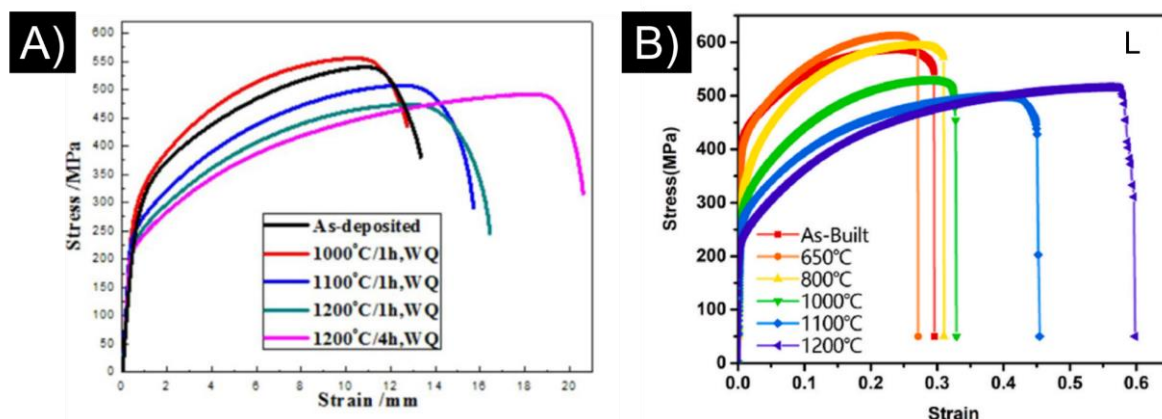 A)
Stress /MPa
600
550
500
450
400
350
300
250
200
150
100
50
0
As-deposited
1000°C/1h,WQ
1100°C/1h,WQ
1200°C/1h,WQ
1200°C/4h,WQ
0 2 4 6 8 10 12 14 16 18 20
Strain /mm
B)
L
Stress(MPa)
600
500
400
300
200
100
0
As-Built
650℃
800℃
1000℃
1100℃
1200℃
0.0 0.1 0.2 0.3 0.4 0.5 0.6
Strain